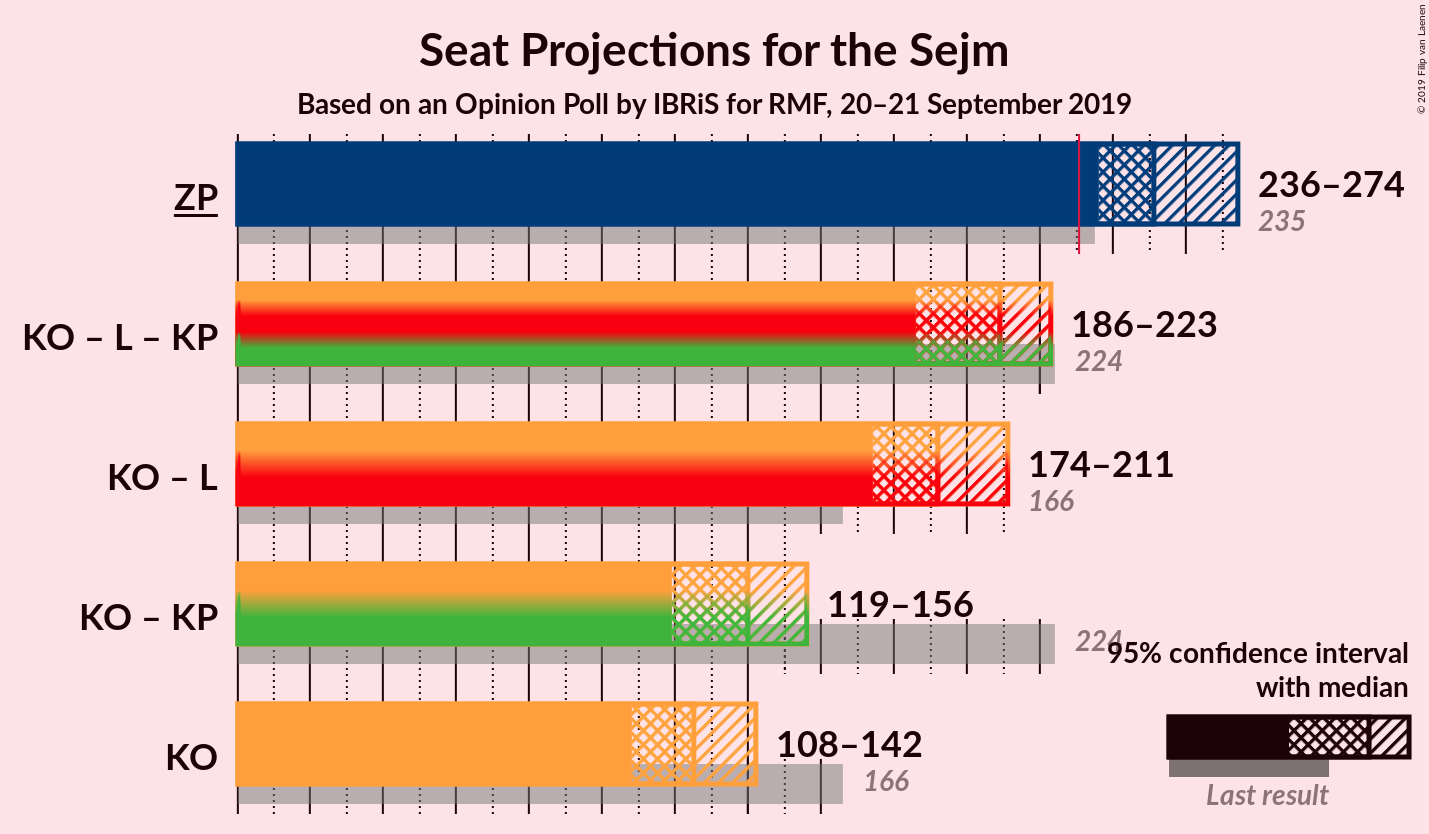 Seat Projections for the Sejm
Based on an Opinion Poll by IBRiS for RMF, 20–21 September 2019
© 2019 Filip van Laenen
ZP
236–274
235
KO – L – KP
186–223
224
KO – L
174–211
166
KO – KP
119–156
224
KO
108–142
166
95% confidence interval
with median
Last result